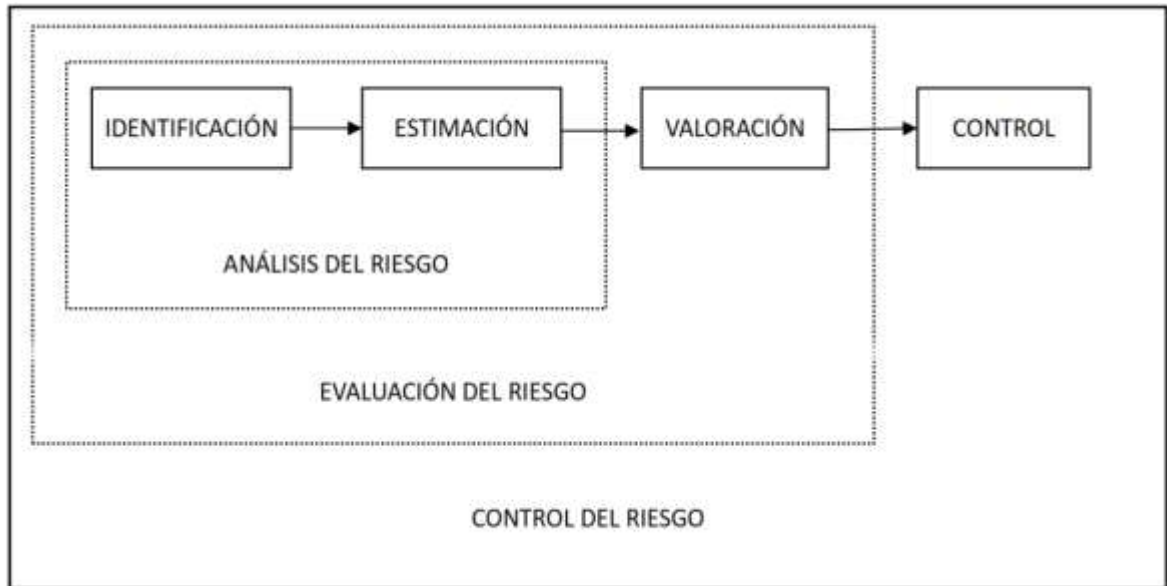 IDENTIFICACIÓN
ESTIMACIÓN
VALORACIÓN
CONTROL
ANÁLISIS DEL RIESGO
EVALUACIÓN DEL RIESGO
CONTROL DEL RIESGO